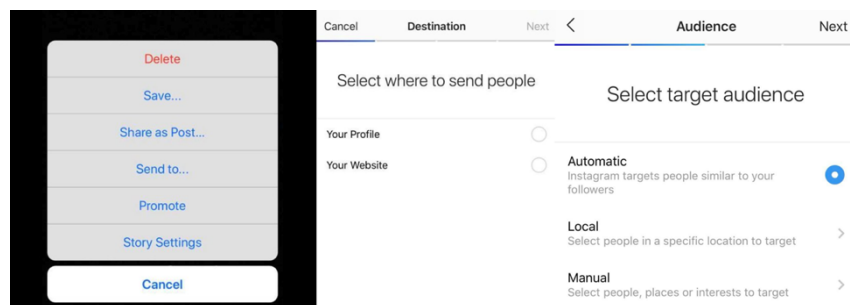 Delete
Save...
Share as Post...
Send to...
Promote
Story Settings
Cancel
Cancel Destination Next
Select where to send people
Your Profile
Your Website
Audience Next
Select target audience
Automatic
Instagram targets people similar to your
followers
Local
Select people in a specific location to target
Manual
Select people, places or interests to target